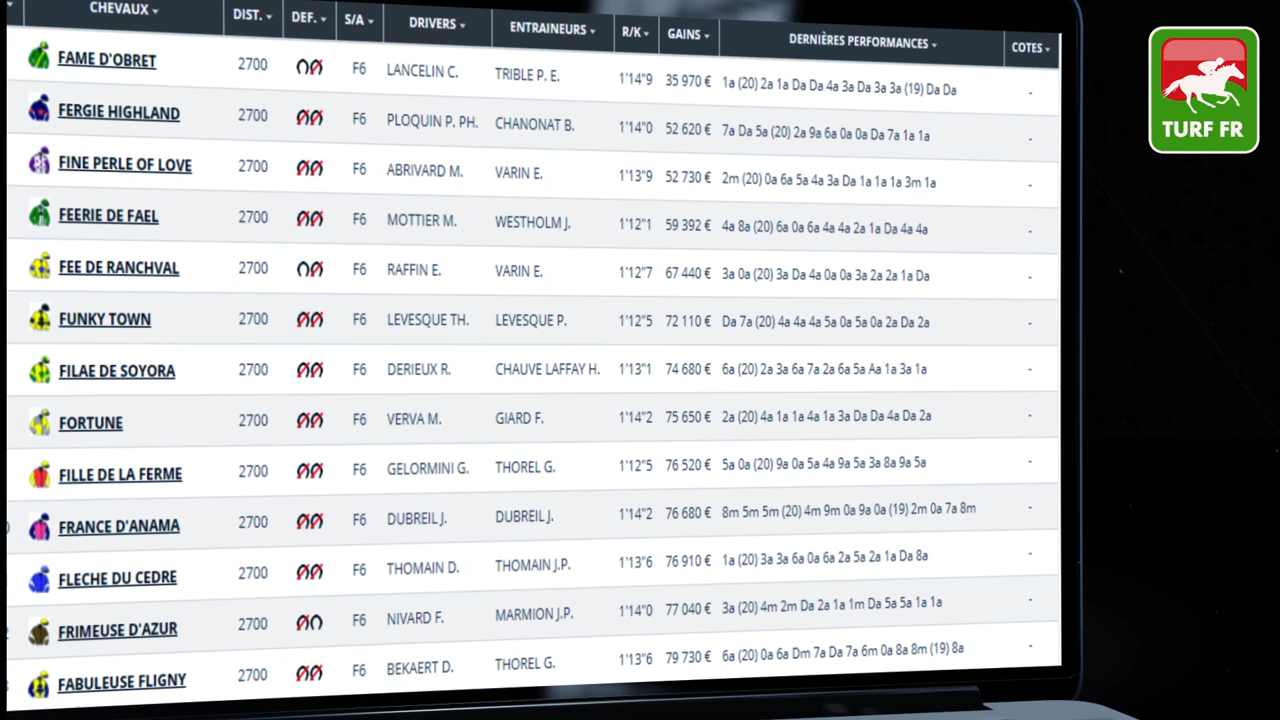 CHEVAUX DIST. DEF. S/A DRIVERS ENTRAINEURS R/K GAINS DERNIÈRES PERFORMANCES COTES
FAME D'OBRET 2700 F6 LANCELIN C. TRIBLE P. E. 1'14"9 35 970 € 1a (20) 2a 1a Da Da 4a 3a Da 3a 3a (19) Da Da -
FERGIE HIGHLAND 2700 F6 PLOQUIN P. PH. CHANONAT B. 1'14"0 52 620 € 7a Da 5a (20) 2a 9a 6a 0a 0a Da 7a 1a 1a -
FINE PERLE OF LOVE 2700 F6 ABRIVARD M. VARIN E. 1'13"9 52 730 € 2m (20) 0a 6a 5a 4a 3a Da 1a 1a 1a 3m 1a -
FEERIE DE FAEL 2700 F6 MOTTIER M. WESTHOLM J. 1'12"1 59 392 € 4a 8a (20) 6a 0a 6a 4a 4a 2a 1a Da 4a 4a -
FEE DE RANCHVAL 2700 F6 RAFFIN E. VARIN E. 1'12"7 67 440 € 3a 0a (20) 3a Da 4a 0a 0a 3a 2a 2a 1a Da -
FUNKY TOWN 2700 F6 LEVESQUE TH. LEVESQUE P. 1'12"5 72 110 € Da 7a (20) 4a 4a 4a 5a 0a 5a 0a 2a Da 2a -
FILAE DE SOYORA 2700 F6 DERIEUX R. CHAUVE LAFFAY H. 1'13"1 74 680 € 6a (20) 2a 3a 6a 7a 2a 6a 5a Aa 1a 3a 1a -
FORTUNE 2700 F6 VERVA M. GIARD F. 1'14"2 75 650 € 2a (20) 4a 1a 1a 4a 1a 3a Da Da 4a Da 2a -
FILLE DE LA FERME 2700 F6 GELORMINI G. THOREL G. 1'12"5 76 520 € 5a 0a (20) 9a 0a 5a 4a 9a 5a 3a 8a 9a 5a -
FRANCE D'ANAMA 2700 F6 DUBREIL J. DUBREIL J. 1'14"2 76 680 € 8m 5m 5m (20) 4m 9m 0a 9a 0a (19) 2m 0a 7a 8m -
FLECHE DU CEDRE 2700 F6 THOMAIN D. THOMAIN J.P. 1'13"6 76 910 € 1a (20) 3a 3a 6a 0a 6a 2a 5a 2a 1a Da 8a -
FRIMEUSE D'AZUR 2700 F6 NIVARD F. MARMION J.P. 1'14"0 77 040 € 3a (20) 4m 2m Da 2a 1a 1m Da 5a 5a 1a 1a -
FABULEUSE FLIGNY 2700 F6 BEKAERT D. THOREL G. 1'13"6 79 730 € 6a (20) 0a 6a Dm 7a Da 7a 6m 0a 8a 8m (19) 8a -
TURF FR